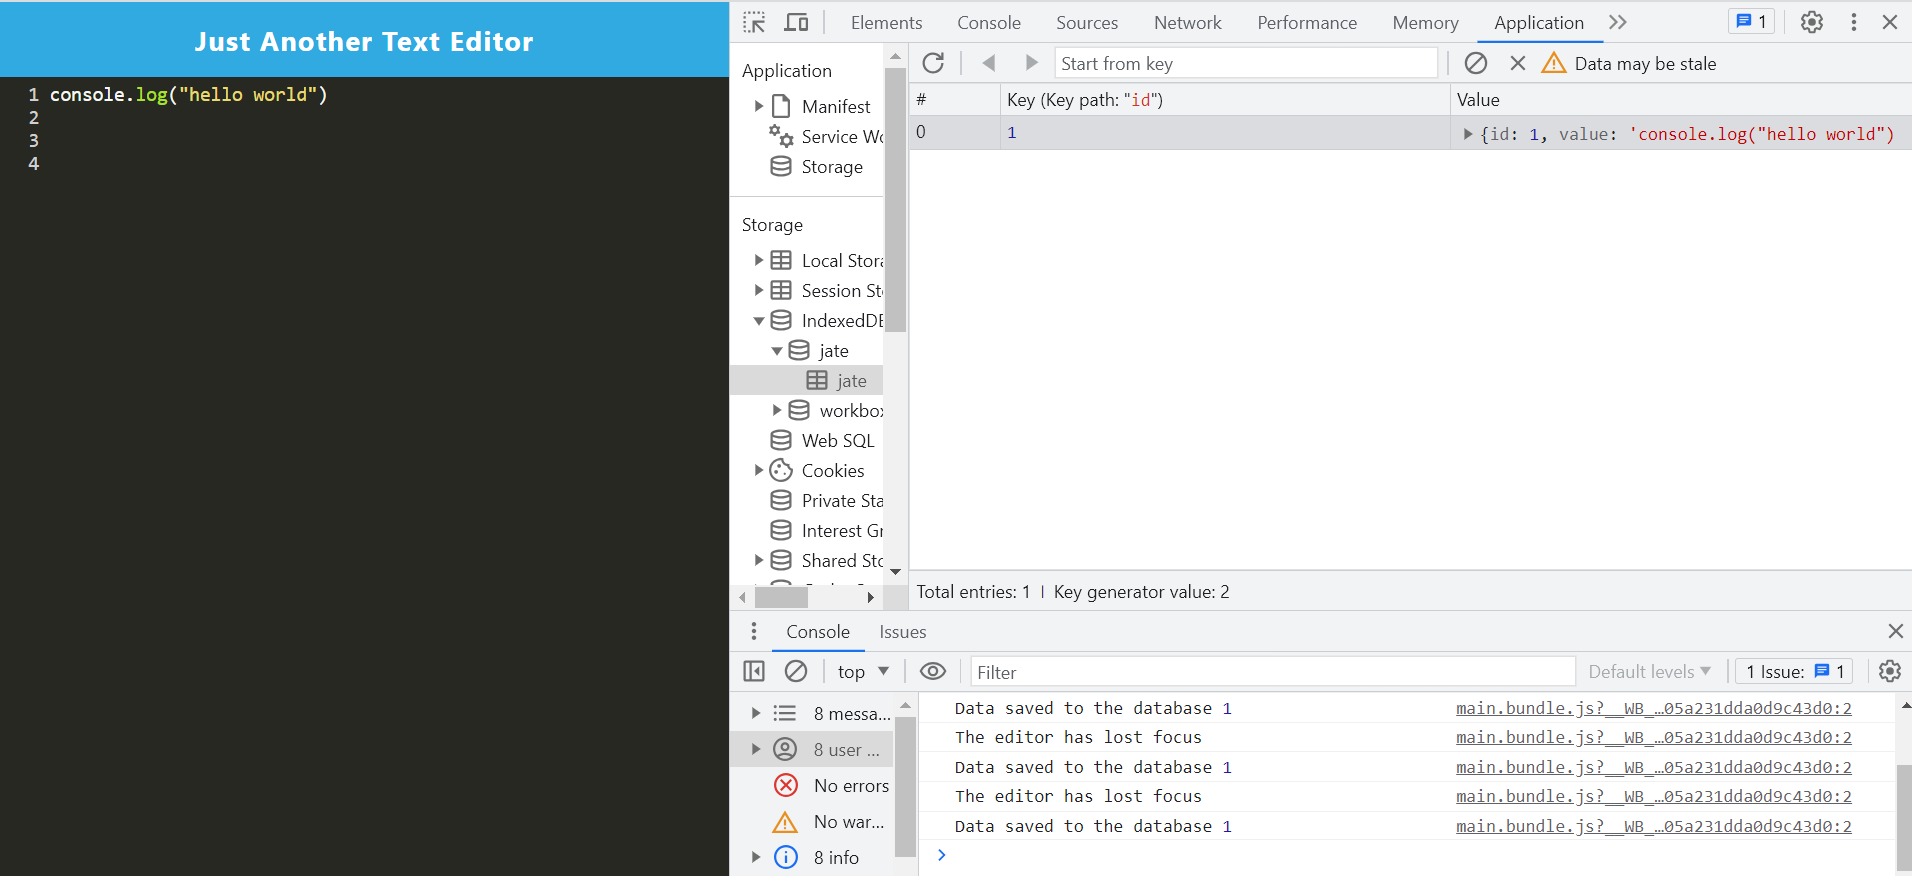 Just Another Text Editor
1 console.log("hello world")
2
3
4
Elements Console Sources Network Performance Memory Application 1
Application
Manifest
Service Wo
Storage
Storage
Local Stora
Session Sto
IndexedDB
jate
jate
workbox
Web SQL
Cookies
Private Sta
Interest Gr
Shared Sto
Start from key Data may be stale
# Key (Key path: "id") Value
0 1 {id: 1, value: 'console.log("hello world")
Total entries: 1 Key generator value: 2
Console Issues
top Filter Default levels 1 Issue: 1
8 messa...
8 user ...
No errors
No war...
8 info
Data saved to the database 1 main.bundle.js?__WB_…05a231dda0d9c43d0:2
The editor has lost focus main.bundle.js?__WB_…05a231dda0d9c43d0:2
Data saved to the database 1 main.bundle.js?__WB_…05a231dda0d9c43d0:2
The editor has lost focus main.bundle.js?__WB_…05a231dda0d9c43d0:2
Data saved to the database 1 main.bundle.js?__WB_…05a231dda0d9c43d0:2